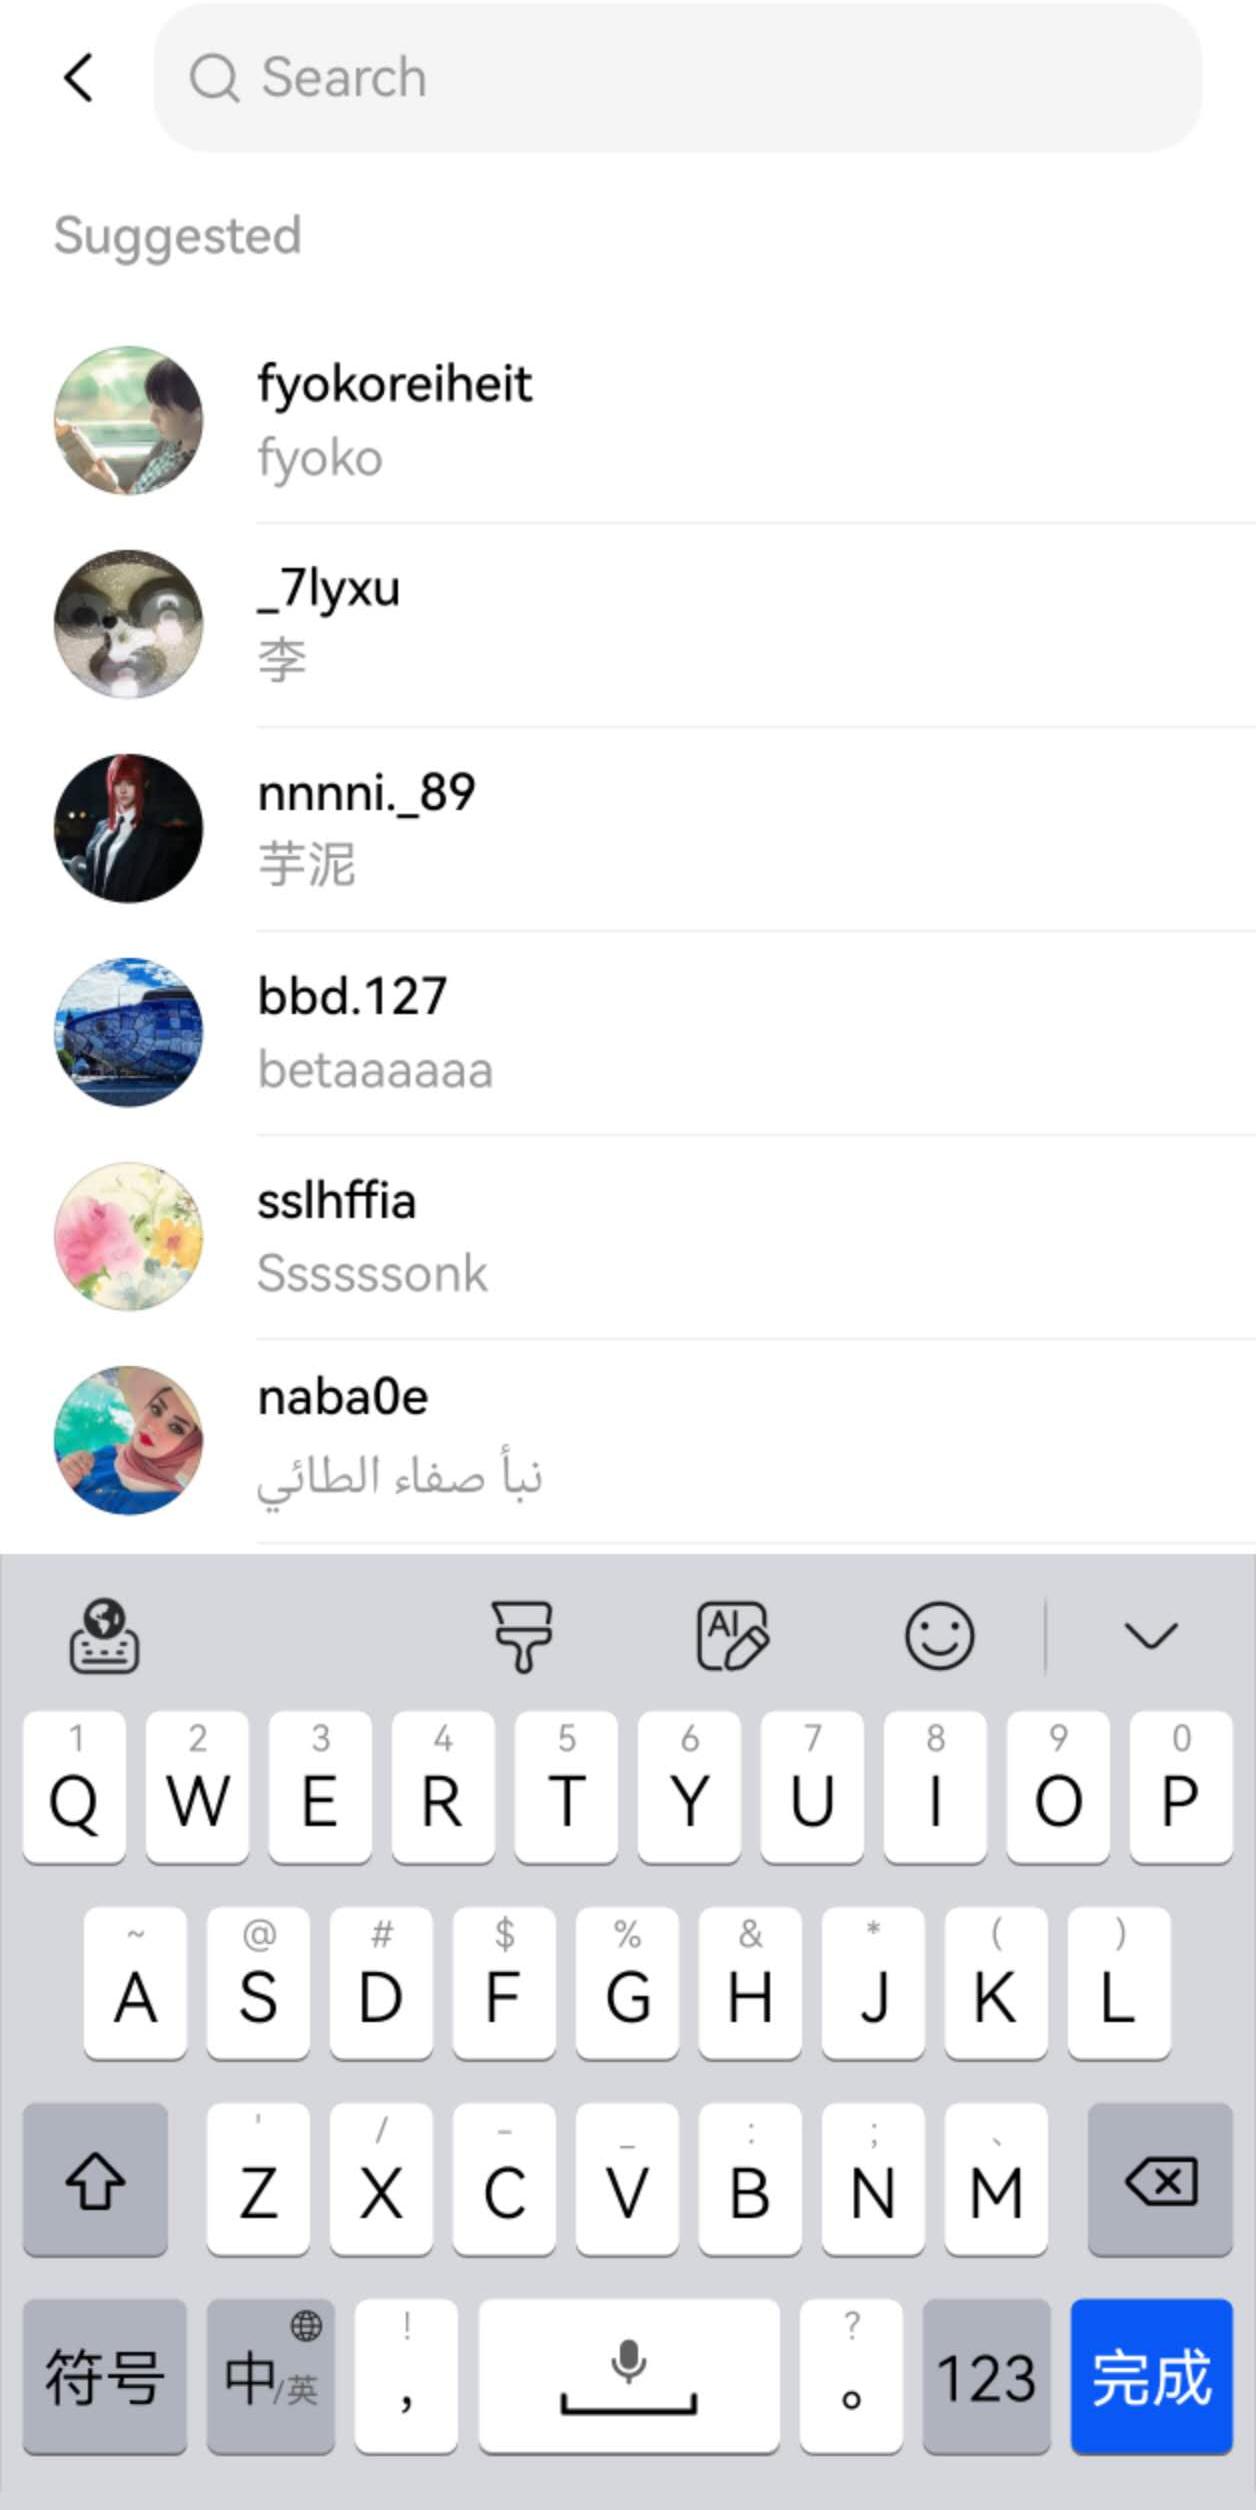 Search
Suggested
fyokoreiheit
fyoko
_7lyxu
李
nnnni._89
芋泥
bbd.127
betaaaaaa
sslhffia
Ssssssonk
naba0e
نبأ صفاء الطائي
AI
1 2 3 4 5 6 7 8 9 0
Q W E R T Y U I O P
~ @ # $ % & * ( )
A S D F G H J K L
' / - _ : ; 、
Z X C V B N M
! ?
符号 中/英 , 。 123 完成